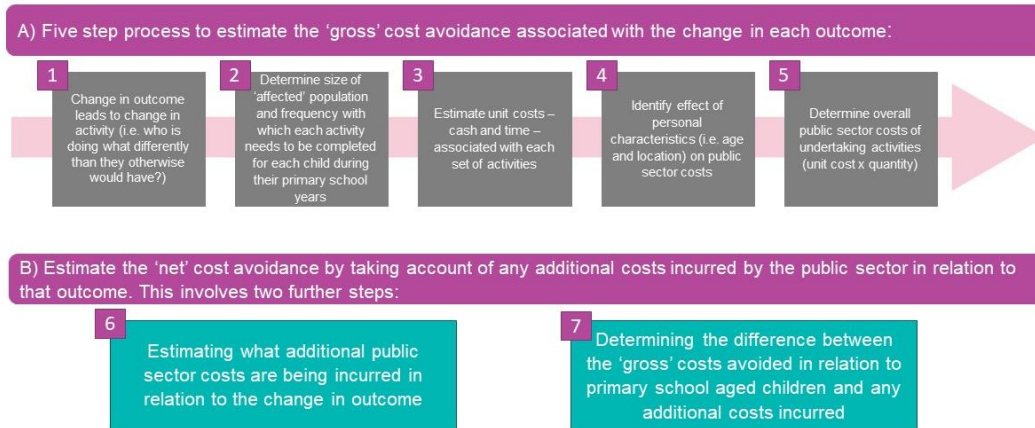 A) Five step process to estimate the ‘gross’ cost avoidance associated with the change in each outcome:
1
Change in outcome
leads to change in
activity (i.e. who is
doing what differently
than they otherwise
would have?)
2
Determine size of
‘affected’ population
and frequency with
which each activity
needs to be completed
for each child during
their primary school
years
3
Estimate unit costs –
cash and time –
associated with each
set of activities
4
Identify effect of
personal
characteristics (i.e. age
and location) on public
sector costs
5
Determine overall
public sector costs of
undertaking activities
(unit cost x quantity)
B) Estimate the ‘net’ cost avoidance by taking account of any additional costs incurred by the public sector in relation to
that outcome. This involves two further steps:
6
Estimating what additional public
sector costs are being incurred in
relation to the change in outcome
7
Determining the difference between
the ‘gross’ costs avoided in relation to
primary school aged children and any
additional costs incurred